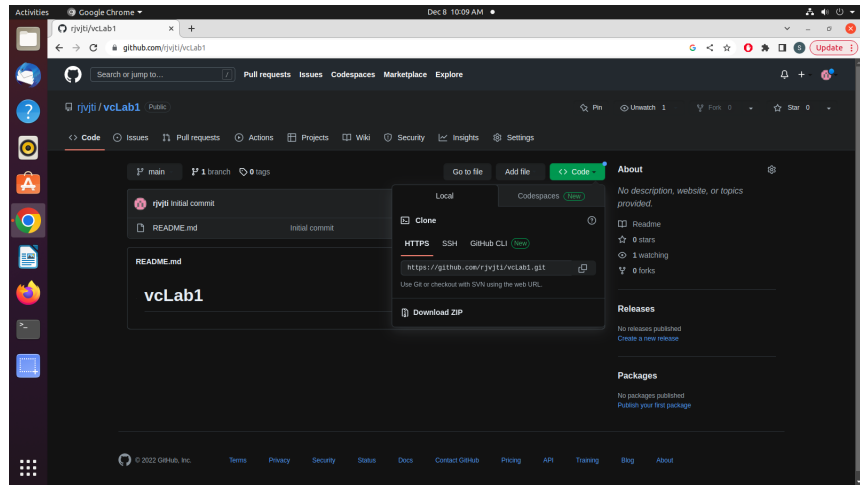 Activities Google Chrome Dec 8 10:09 AM
rjvjti/vcLab1
github.com/rjvjti/vcLab1 G S Update
Search or jump to... / Pull requests Issues Codespaces Marketplace Explore
rjvjti / vcLab1 Public Pin Unwatch 1 Fork 0 Star 0
<> Code Issues Pull requests Actions Projects Wiki Security Insights Settings
main 1 branch 0 tags Go to file Add file <> Code
rjvjti Initial commit
README.md Initial commit
README.md
vcLab1
Local Codespaces New
Clone
HTTPS SSH GitHub CLI New
https://github.com/rjvjti/vcLab1.git
Use Git or checkout with SVN using the web URL.
Download ZIP
About
No description, website, or topics
provided.
Readme
0 stars
1 watching
0 forks
Releases
No releases published
Create a new release
Packages
No packages published
Publish your first package
© 2022 GitHub, Inc. Terms Privacy Security Status Docs Contact GitHub Pricing API Training Blog About